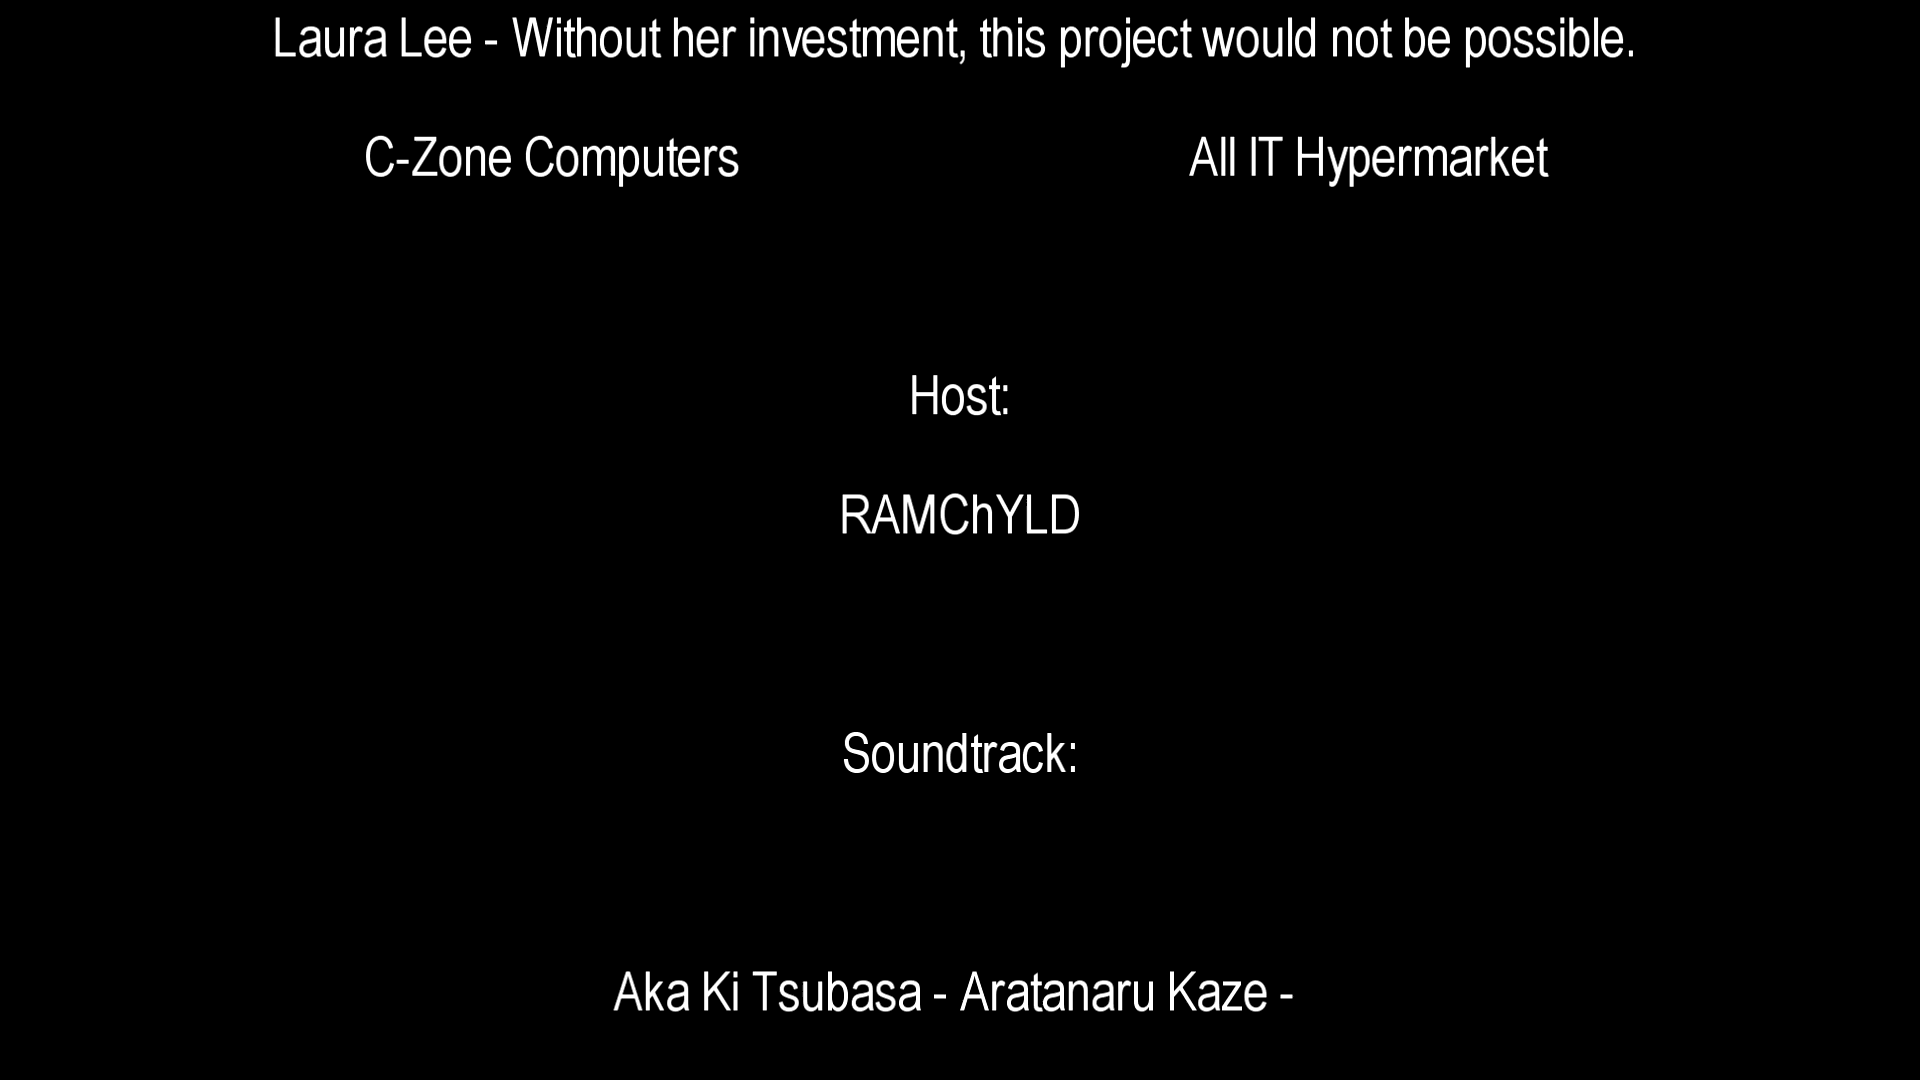 Laura Lee - Without her investment, this project would not be possible.
C-Zone Computers All IT Hypermarket
Host:
RAMChYLD
Soundtrack:
Aka Ki Tsubasa - Aratanaru Kaze -